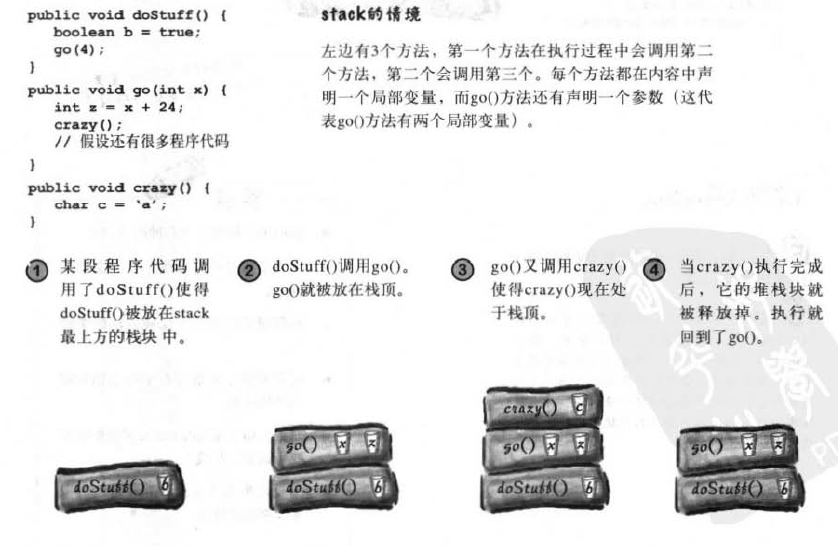 public void doStuff() {
boolean b = true;
go(4);
}
public void go(int x) {
int z = x + 24;
crazy();
// 假设还有很多程序代码
}
public void crazy() {
char c = 'a';
}
stack的情境
左边有3个方法，第一个方法在执行过程中会调用第二
个方法，第二个会调用第三个。每个方法都在内容中声
明一个局部变量，而go()方法还有声明一个参数（这代
表go()方法有两个局部变量）。
1 某段程序代码调
用了doStuff()使得
doStuff()被放在stack
最上方的栈块 中。
doStuff() b
2 doStuff()调用go()。
go()就被放在栈顶。
go() x z
doStuff() b
3 go()又调用crazy()
使得crazy()现在处
于栈顶。
crazy() c
go() x z
doStuff() b
4 当crazy()执行完成
后，它的堆栈块就
被释放掉。执行就
回到了go()。
go() x z
doStuff() b